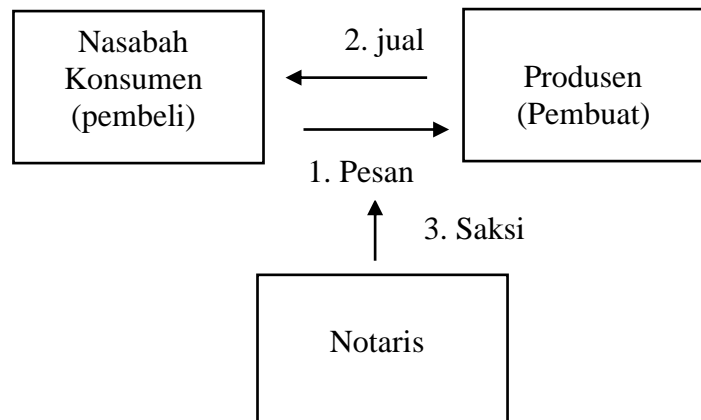 Nasabah
Konsumen
(pembeli)
2. jual
Produsen
(Pembuat)
1. Pesan
3. Saksi
Notaris